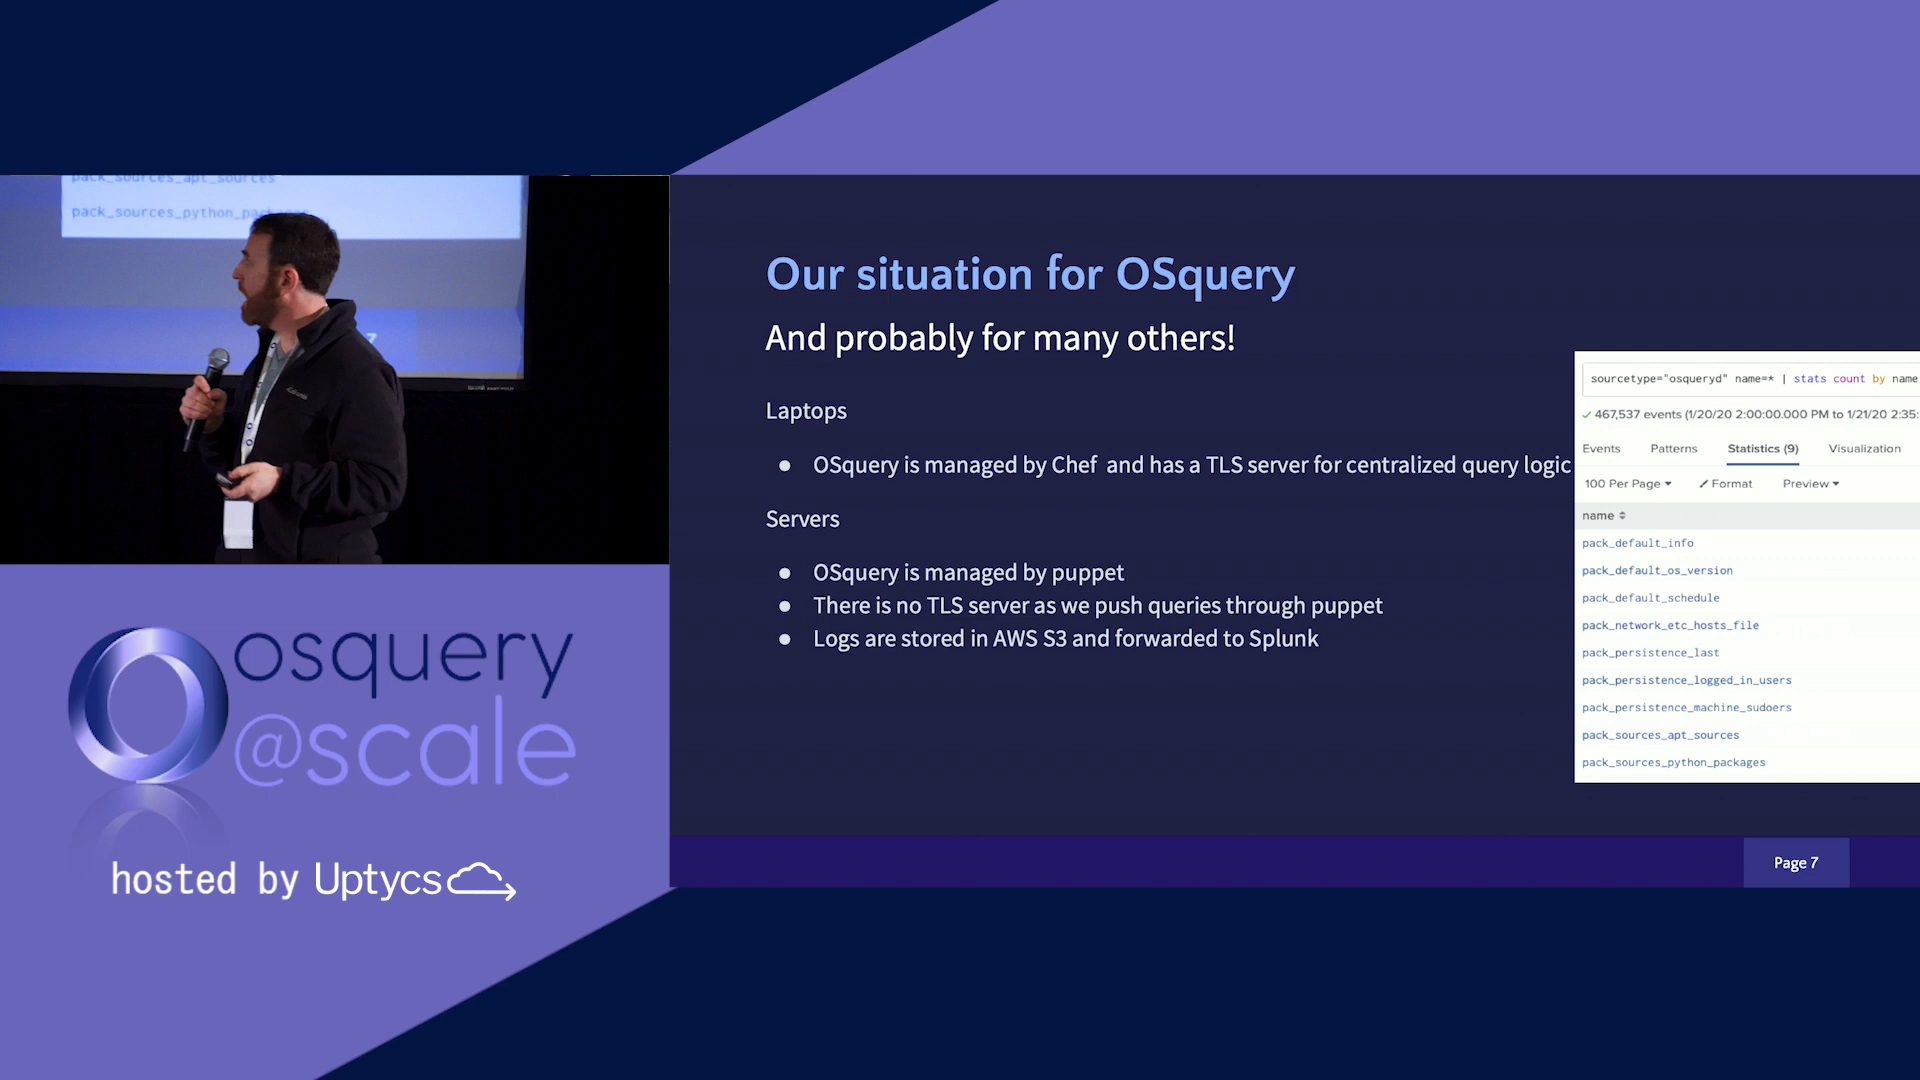 pack_sources_apt_sources
pack_sources_python_packages
7
osquery
@scale
hosted by Uptycs
Our situation for OSquery
And probably for many others!
Laptops
● OSquery is managed by Chef and has a TLS server for centralized query logic
Servers
● OSquery is managed by puppet
● There is no TLS server as we push queries through puppet
● Logs are stored in AWS S3 and forwarded to Splunk
sourcetype="osqueryd" name=* | stats count by name
✓ 467,537 events (1/20/20 2:00:00.000 PM to 1/21/20 2:35:
Events Patterns Statistics (9) Visualization
100 Per Page ▾ Format Preview ▾
name
pack_default_info
pack_default_os_version
pack_default_schedule
pack_network_etc_hosts_file
pack_persistence_last
pack_persistence_logged_in_users
pack_persistence_machine_sudoers
pack_sources_apt_sources
pack_sources_python_packages
Page 7